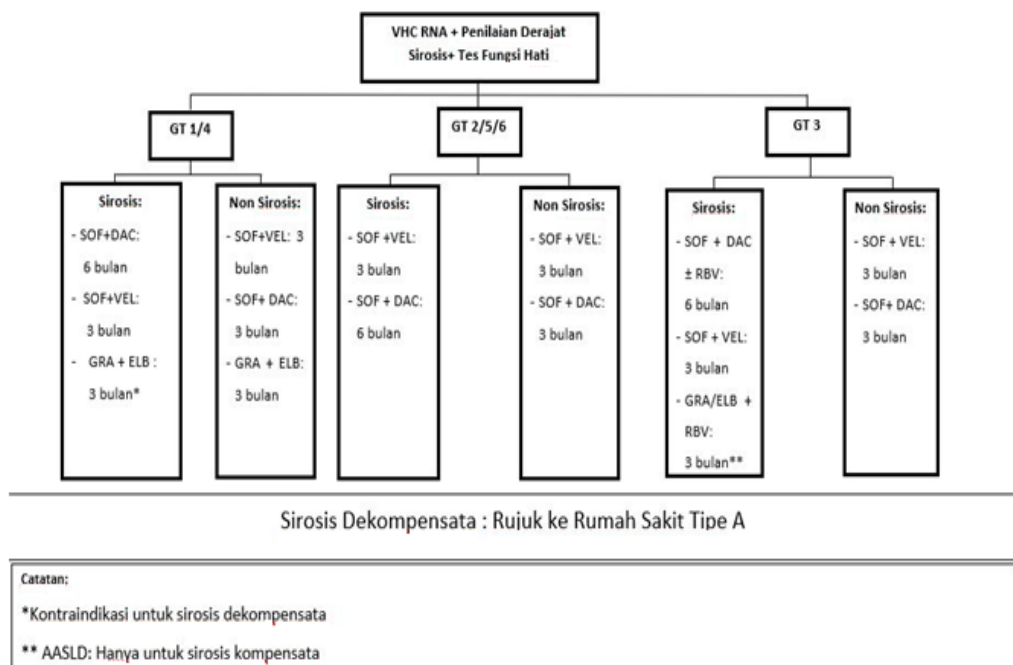 VHC RNA + Penilaian Derajat
Sirosis+ Tes Fungsi Hati
GT 1/4
GT 2/5/6
GT 3
Sirosis:
- SOF+DAC:
6 bulan
- SOF+VEL:
3 bulan
- GRA + ELB :
3 bulan*
Non Sirosis:
- SOF+VEL: 3
bulan
- SOF+ DAC:
3 bulan
- GRA + ELB:
3 bulan
Sirosis:
- SOF +VEL:
3 bulan
- SOF + DAC:
6 bulan
Non Sirosis:
- SOF + VEL:
3 bulan
- SOF + DAC:
3 bulan
Sirosis:
- SOF + DAC
± RBV:
6 bulan
- SOF + VEL:
3 bulan
- GRA/ELB +
RBV:
3 bulan**
Non Sirosis:
- SOF + VEL:
3 bulan
- SOF+ DAC:
3 bulan
Sirosis Dekompensata : Rujuk ke Rumah Sakit Tipe A
Catatan:
*Kontraindikasi untuk sirosis dekompensata
** AASLD: Hanya untuk sirosis kompensata